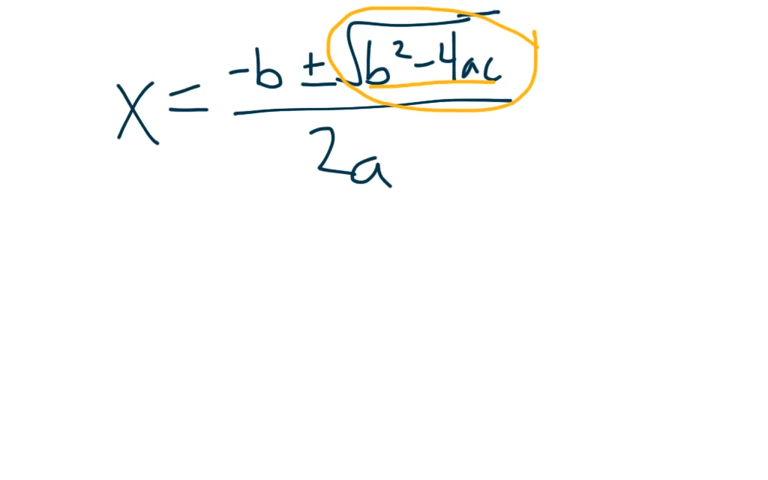 x = -b ± √b² - 4ac
2a